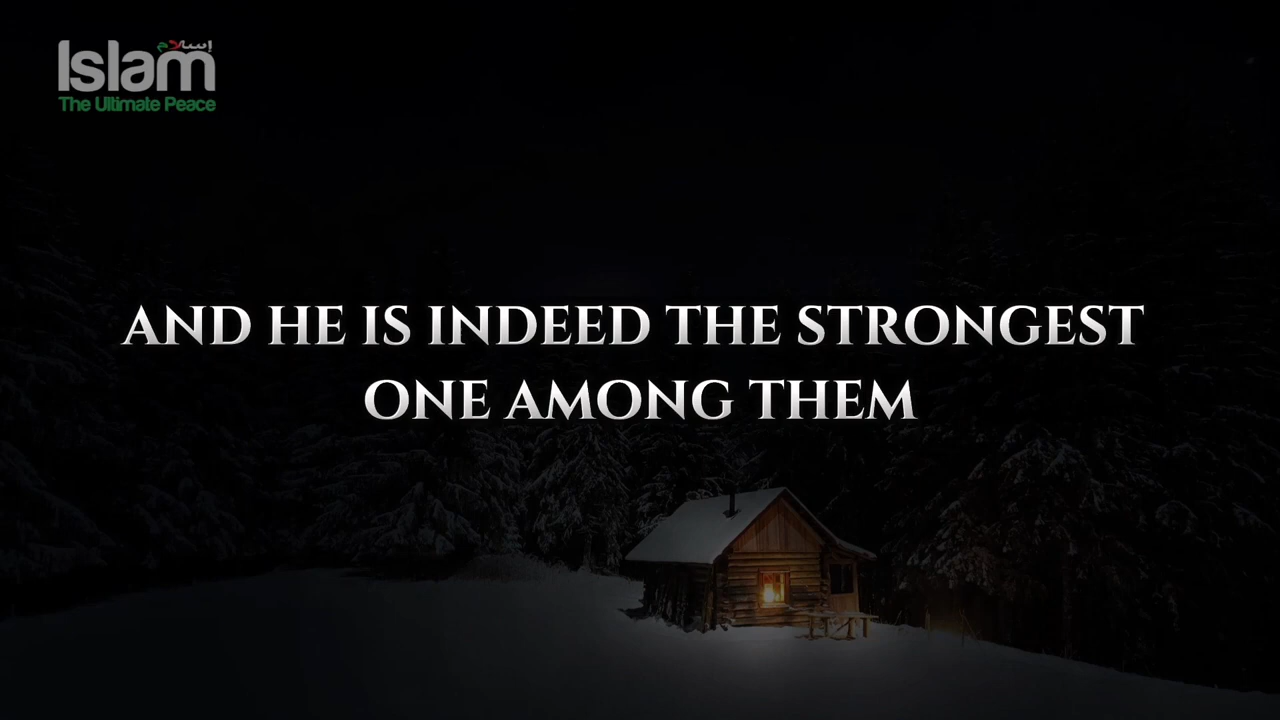 إسلام
Islam
The Ultimate Peace
AND HE IS INDEED THE STRONGEST
ONE AMONG THEM